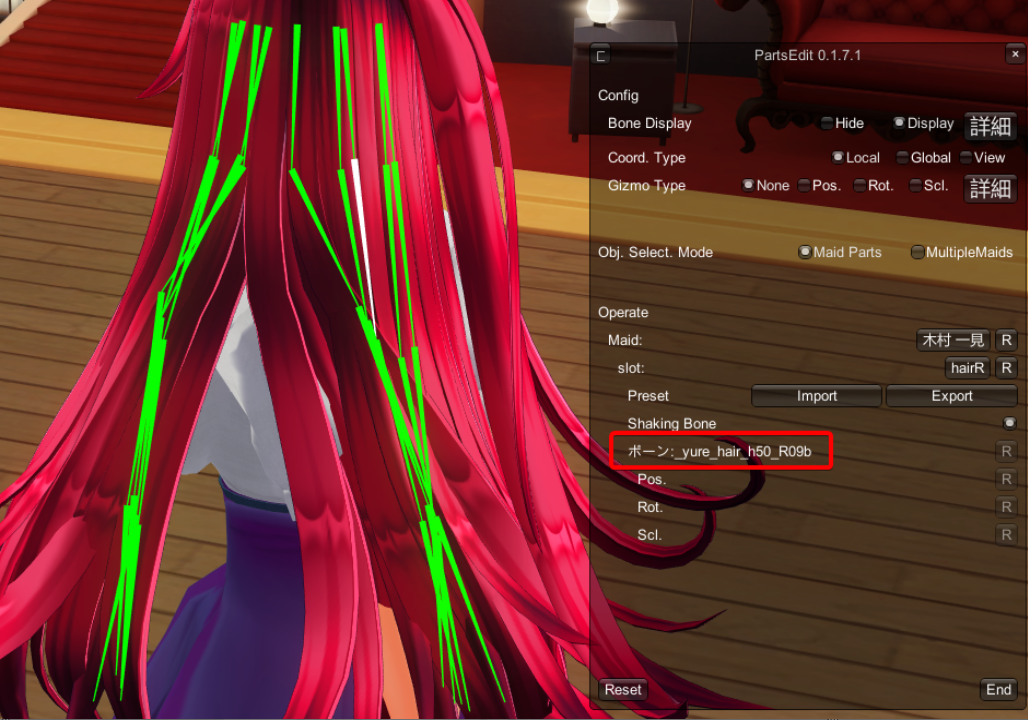 PartsEdit 0.1.7.1 ×
Config
Bone Display Hide Display 詳細
Coord. Type Local Global View
Gizmo Type None Pos. Rot. Scl. 詳細
Obj. Select. Mode Maid Parts MultipleMaids
Operate
Maid: 木村 一見 R
slot: hairR R
Preset Import Export
Shaking Bone
ボーン:_yure_hair_h50_R09b R
Pos. R
Rot. R
Scl. R
Reset End